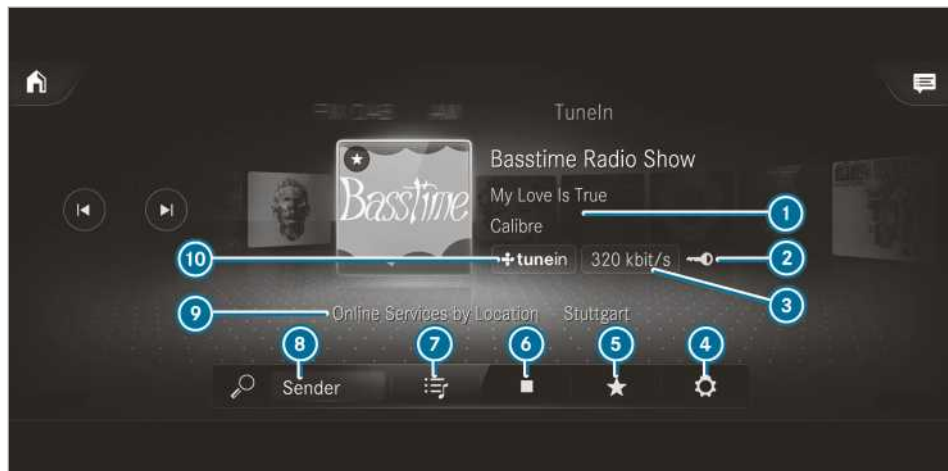 TuneIn
Basstime Radio Show
Basstime
My Love Is True
1
Calibre
10
tunein
320 kbit/s
2
3
9
Online Services by Location Stuttgart
8
7
6
5
4
Sender